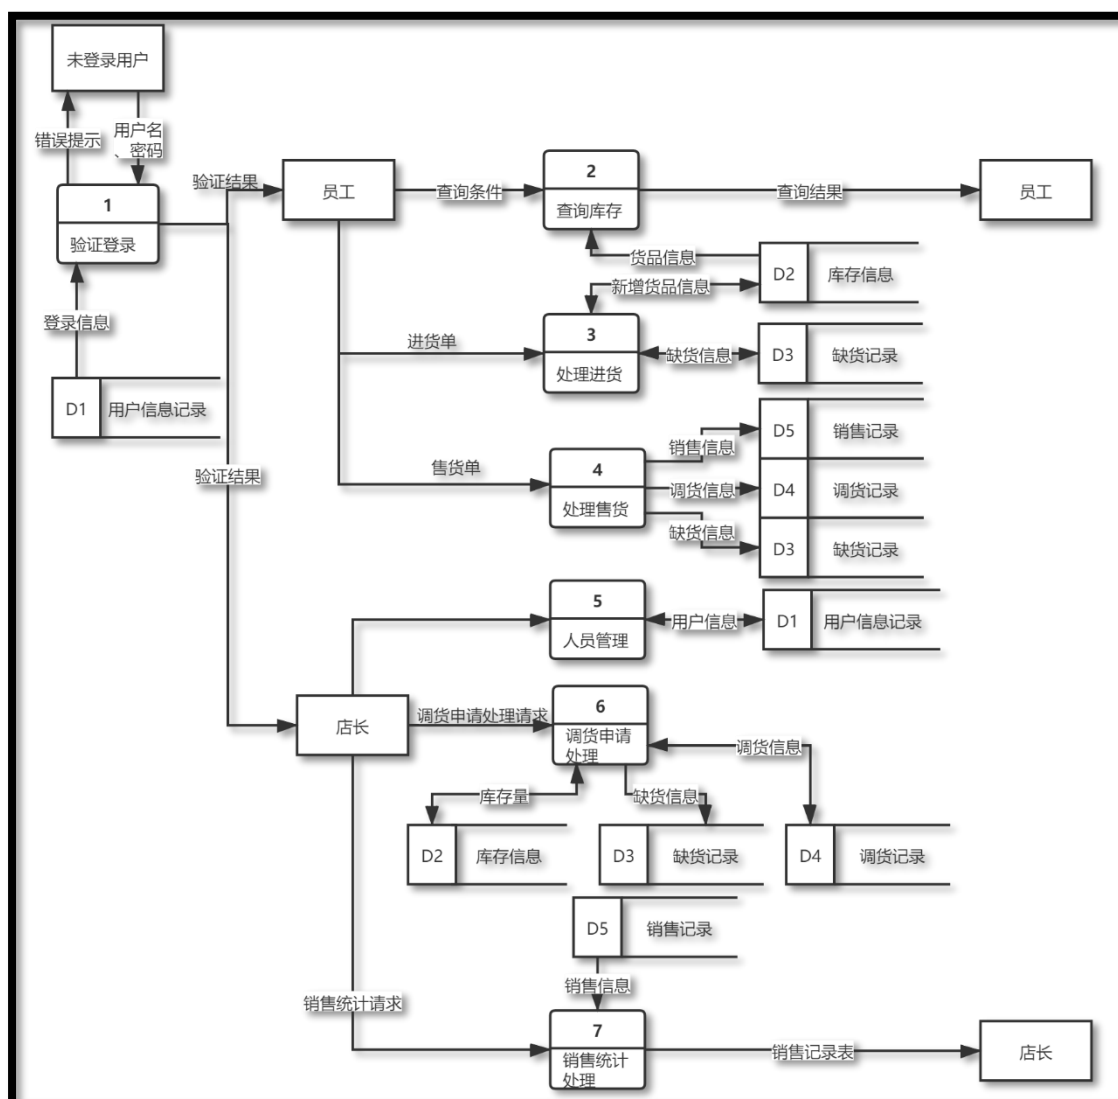 未登录用户
错误提示
用户名
、密码
验证结果
1
验证登录
登录信息
D1
用户信息记录
验证结果
员工
查询条件
2
查询库存
查询结果
员工
货品信息
D2
库存信息
新增货品信息
进货单
3
处理进货
缺货信息
D3
缺货记录
售货单
4
处理售货
销售信息
D5
销售记录
调货信息
D4
调货记录
缺货信息
D3
缺货记录
5
人员管理
用户信息
D1
用户信息记录
店长
调货申请处理请求
6
调货申请
处理
调货信息
库存量
缺货信息
D2
库存信息
D3
缺货记录
D4
调货记录
D5
销售记录
销售信息
销售统计请求
7
销售统计
处理
销售记录表
店长